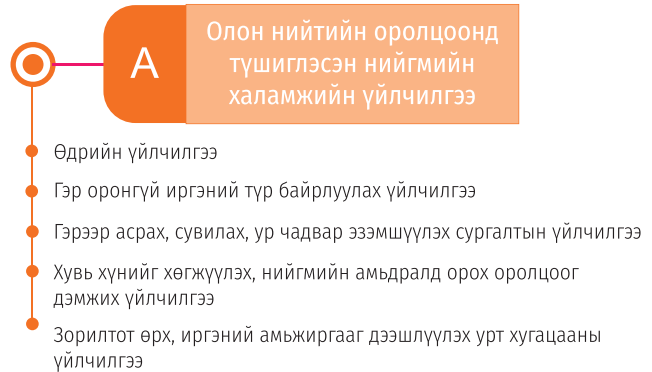 А
Олон нийтийн оролцоонд
түшиглэсэн нийгмийн
халамжийн үйлчилгээ
Өдрийн үйлчилгээ
Гэр оронгүй иргэний түр байрлуулах үйлчилгээ
Гэрээр асрах, сувилах, ур чадвар эзэмшүүлэх сургалтын үйлчилгээ
Хувь хүнийг хөгжүүлэх, нийгмийн амьдралд орох оролцоог
дэмжих үйлчилгээ
Зорилтот өрх, иргэний амьжиргааг дээшлүүлэх урт хугацааны
үйлчилгээ